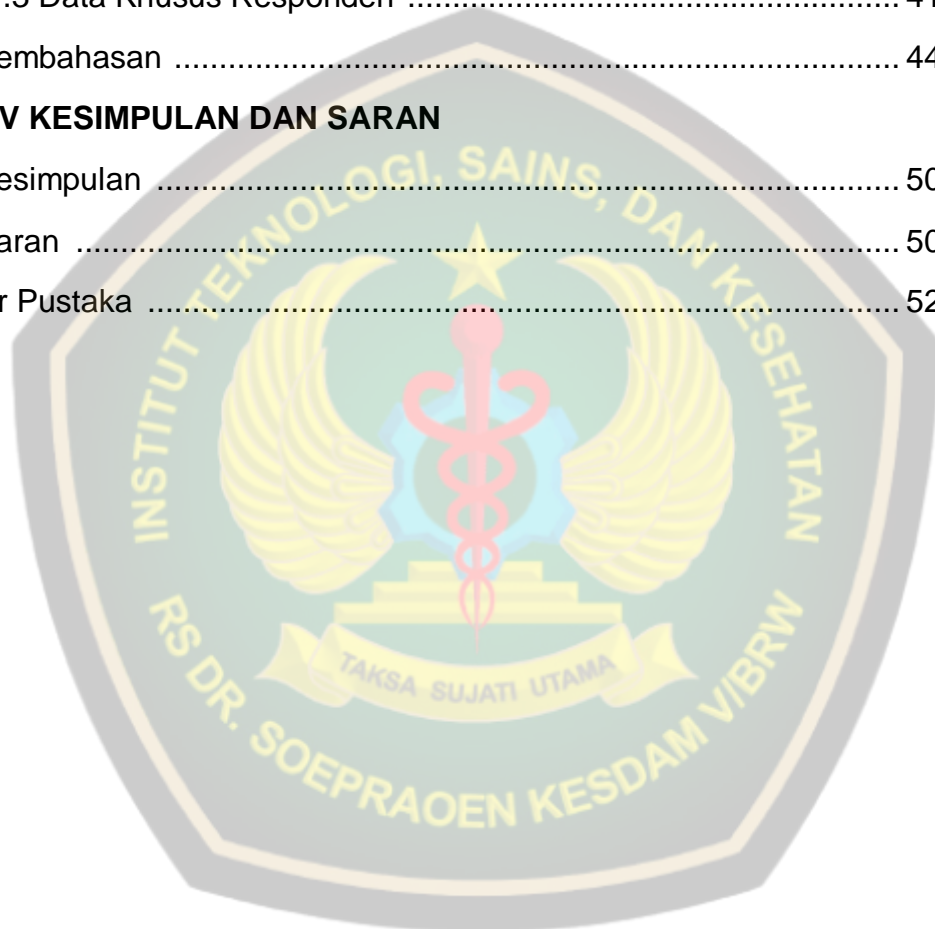 .3 Data Khusus Responden ........................................................... 41
embahasan ....................................................................................... 44
V KESIMPULAN DAN SARAN
esimpulan ......................................................................................... 50
aran ................................................................................................... 50
r Pustaka .......................................................................................... 52
INSTITUT TEKNOLOGI, SAINS, DAN KESEHATAN
TAKSA SUJATI UTAMA
RS DR. SOEPRAOEN KESDAM V/BRW